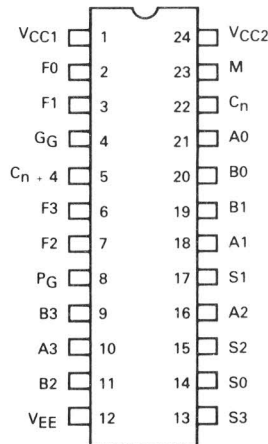 VCC1 1 24 VCC2
F0 2 23 M
F1 3 22 Cn
GG 4 21 A0
Cn + 4 5 20 B0
F3 6 19 B1
F2 7 18 A1
PG 8 17 S1
B3 9 16 A2
A3 10 15 S2
B2 11 14 S0
VEE 12 13 S3